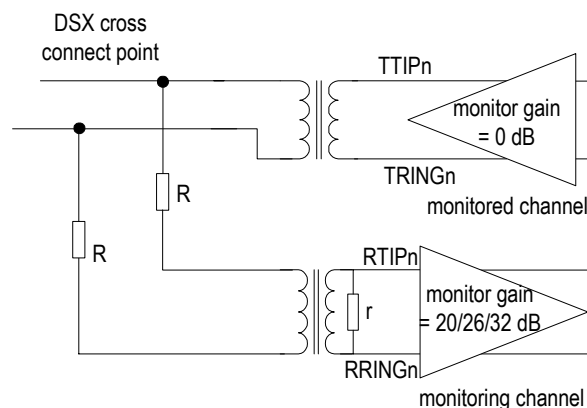 DSX cross
connect point
TTIPn
monitor gain
= 0 dB
TRINGn
monitored channel
R
R
RTIPn
monitor gain
= 20/26/32 dB
r
RRINGn
monitoring channel